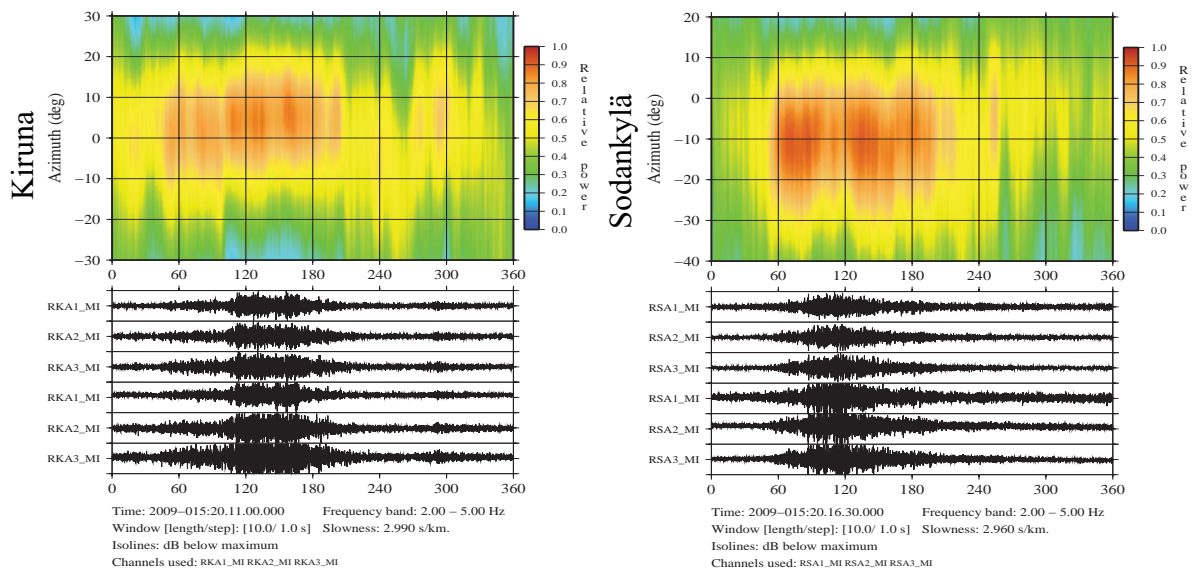 Kiruna
Azimuth (deg)
30
20
10
0
−10
−20
−30
0 60 120 180 240 300 360
1.0
0.9
0.8
0.7
0.6
0.5
0.4
0.3
0.2
0.1
0.0
Relative power
RKA1_MI
RKA2_MI
RKA3_MI
RKA1_MI
RKA2_MI
RKA3_MI
0 60 120 180 240 300 360
Time: 2009−015:20.11.00.000 Frequency band: 2.00 − 5.00 Hz
Window [length/step]: [10.0/ 1.0 s] Slowness: 2.990 s/km.
Isolines: dB below maximum
Channels used: RKA1_MI RKA2_MI RKA3_MI
Sodankylä
Azimuth (deg)
20
10
0
−10
−20
−30
−40
0 60 120 180 240 300 360
1.0
0.9
0.8
0.7
0.6
0.5
0.4
0.3
0.2
0.1
0.0
Relative power
RSA1_MI
RSA2_MI
RSA3_MI
RSA1_MI
RSA2_MI
RSA3_MI
0 60 120 180 240 300 360
Time: 2009−015:20.16.30.000 Frequency band: 2.00 − 5.00 Hz
Window [length/step]: [10.0/ 1.0 s] Slowness: 2.960 s/km.
Isolines: dB below maximum
Channels used: RSA1_MI RSA2_MI RSA3_MI